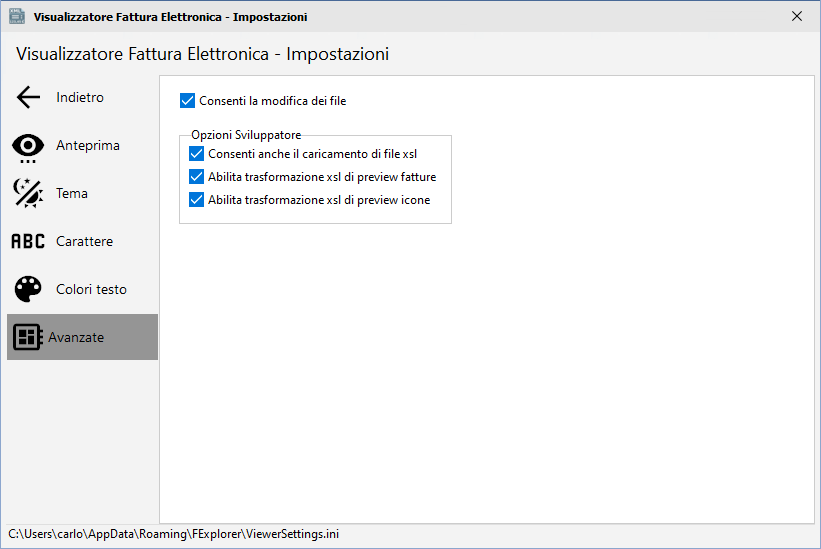 Visualizzatore Fattura Elettronica - Impostazioni
Visualizzatore Fattura Elettronica - Impostazioni
Indietro
Anteprima
Tema
ABC Carattere
Colori testo
Avanzate
Consenti la modifica dei file
Opzioni Sviluppatore
Consenti anche il caricamento di file xsl
Abilita trasformazione xsl di preview fatture
Abilita trasformazione xsl di preview icone
C:\Users\carlo\AppData\Roaming\FExplorer\ViewerSettings.ini